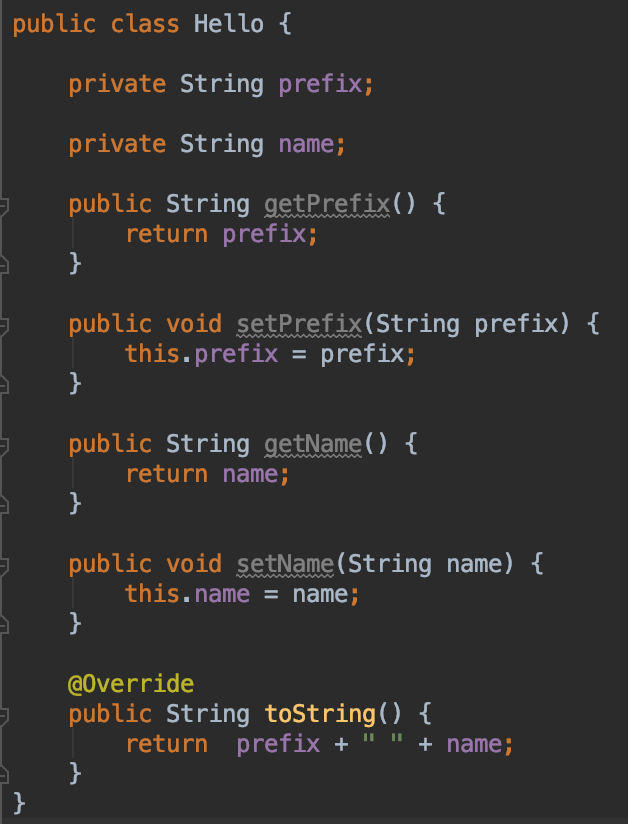 public class Hello {
    private String prefix;
    private String name;
    public String getPrefix() {
        return prefix;
    }
    public void setPrefix(String prefix) {
        this.prefix = prefix;
    }
    public String getName() {
        return name;
    }
    public void setName(String name) {
        this.name = name;
    }
    @Override
    public String toString() {
        return  prefix + " " + name;
    }
}